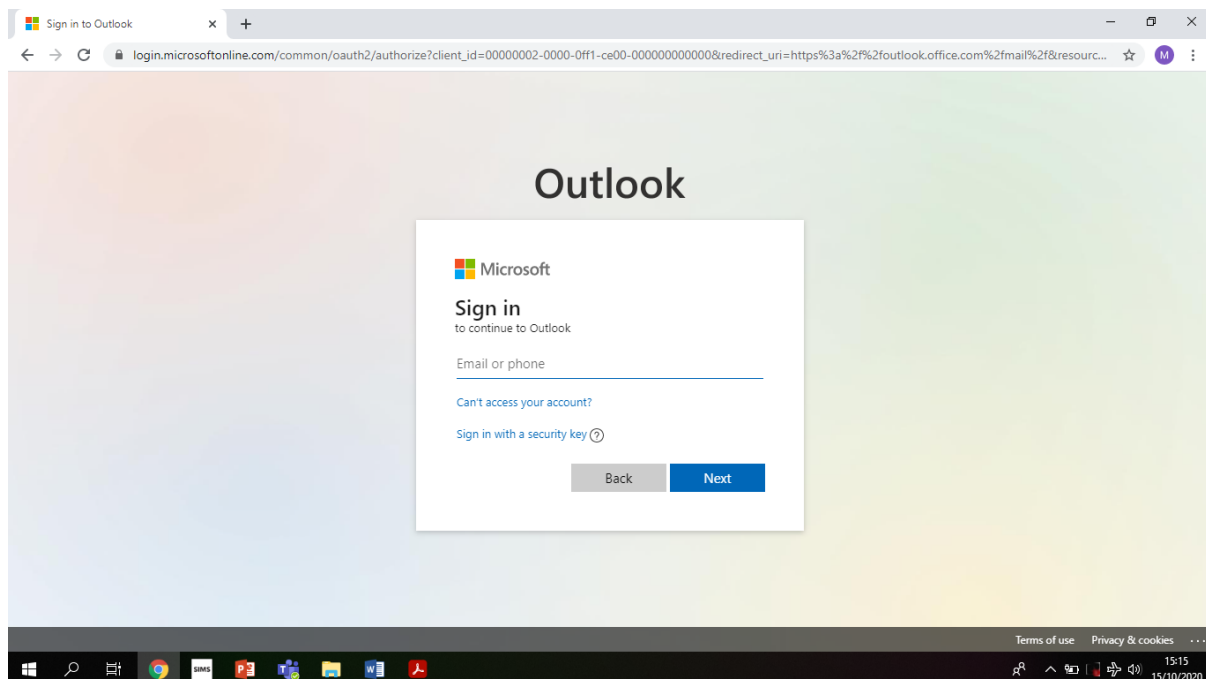 Sign in to Outlook
login.microsoftonline.com/common/oauth2/authorize?client_id=00000002-0000-0ff1-ce00-000000000000&redirect_uri=https%3a%2f%2foutlook.office.com%2fmail%2f&resourc...
M
Outlook
Microsoft
Sign in
to continue to Outlook
Email or phone
Can't access your account?
Sign in with a security key ?
Back Next
Terms of use Privacy & cookies ...
SIMS
15:15
15/10/2020